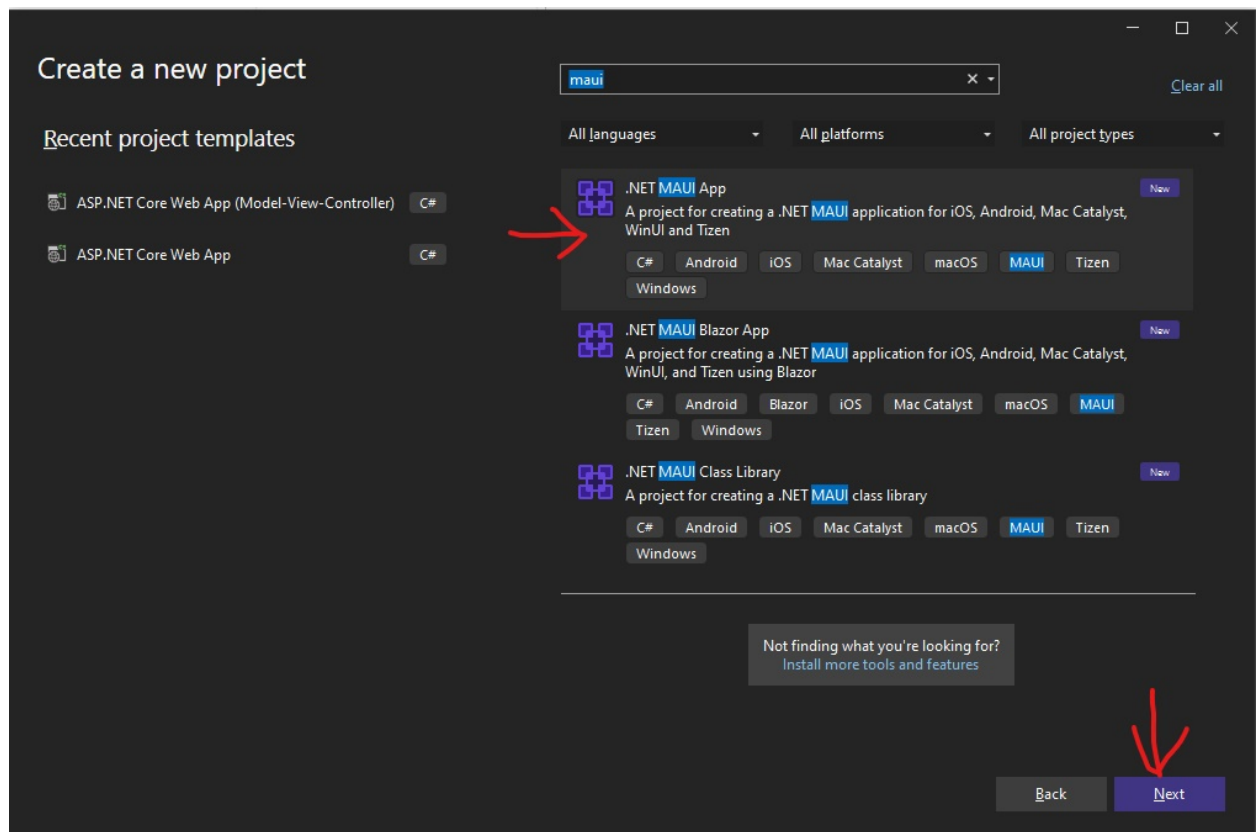 Create a new project
maui
Clear all
Recent project templates
All languages
All platforms
All project types
ASP.NET Core Web App (Model-View-Controller)
C#
ASP.NET Core Web App
C#
.NET MAUI App
New
A project for creating a .NET MAUI application for iOS, Android, Mac Catalyst,
WinUI and Tizen
C# Android iOS Mac Catalyst macOS MAUI Tizen
Windows
.NET MAUI Blazor App
New
A project for creating a .NET MAUI application for iOS, Android, Mac Catalyst,
WinUI, and Tizen using Blazor
C# Android Blazor iOS Mac Catalyst macOS MAUI
Tizen Windows
.NET MAUI Class Library
New
A project for creating a .NET MAUI class library
C# Android iOS Mac Catalyst macOS MAUI Tizen
Windows
Not finding what you're looking for?
Install more tools and features
Back
Next